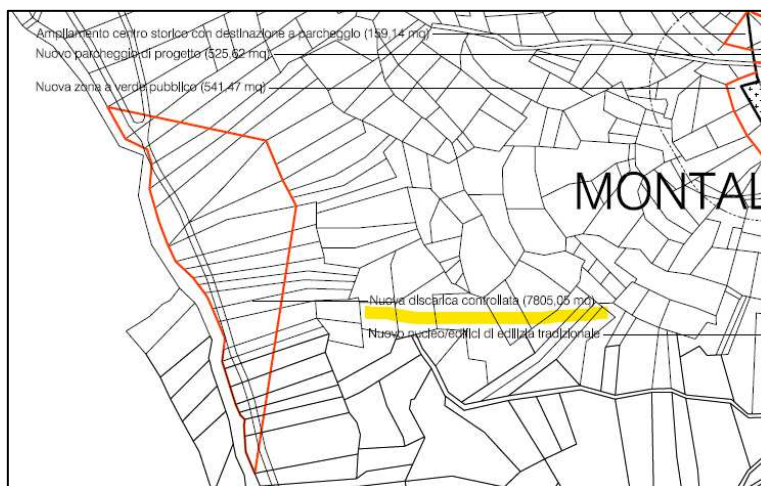 Ampliamento centro storico con destinazione a parcheggio (159,14 mq)
Nuovo parcheggio di progetto (525,62 mq)
Nuova zona a verde pubblico (541,47 mq)
MONTAL
Nuova discarica controllata (7805,05 mq)
Nuovo nucleo/edifici di edilizia tradizionale